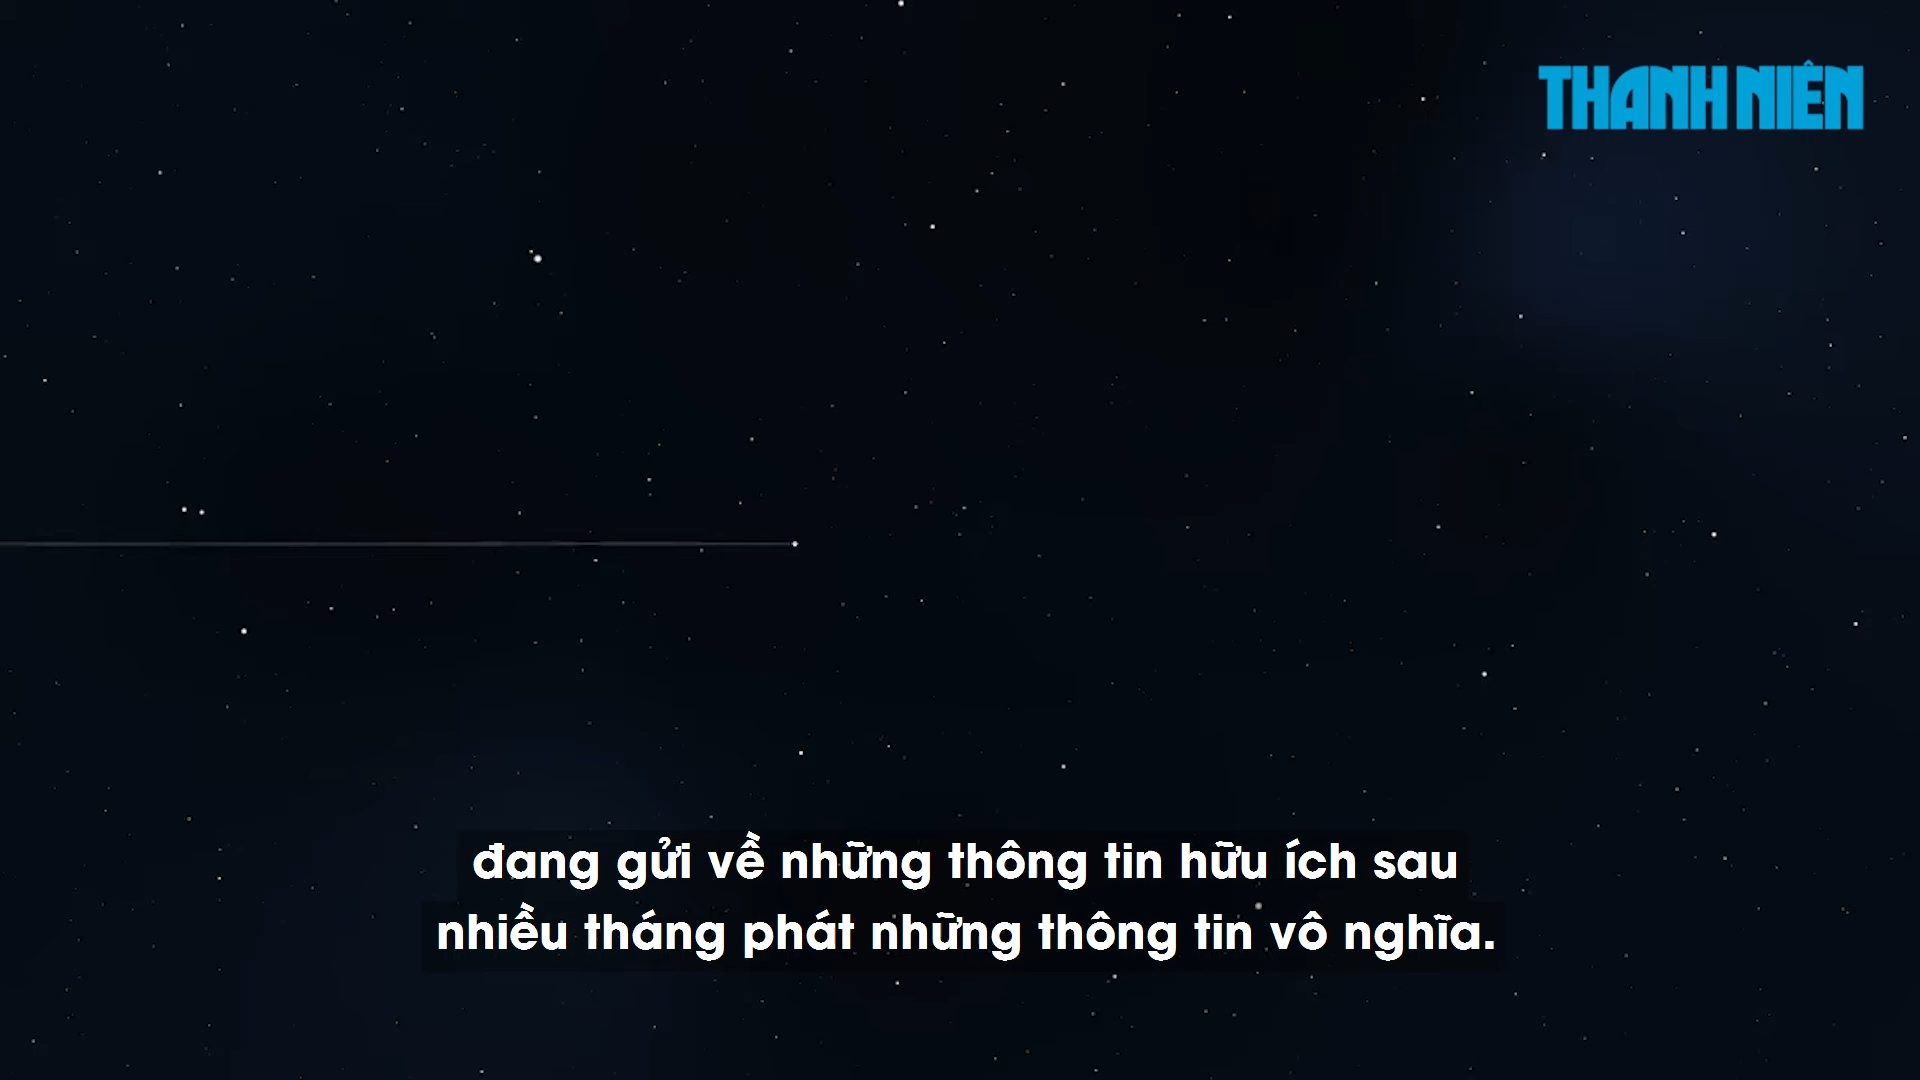 THANH NIÊN
đang gửi về những thông tin hữu ích sau
nhiều tháng phát những thông tin vô nghĩa.